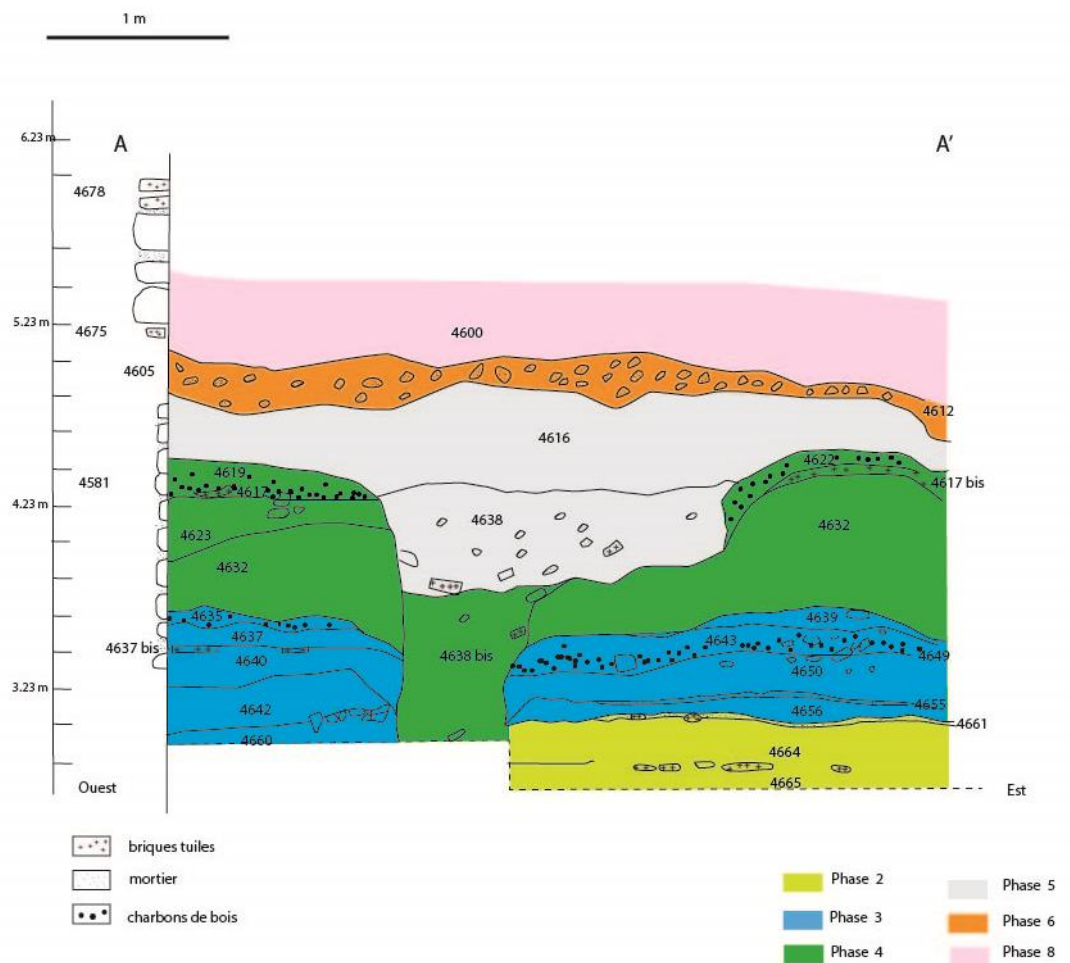 1 m
6.23 m
A
A’
4678
4600
5.23 m
4675
4605
4612
4616
4581
4619
4617
4622
4617 bis
4.23 m
4638
4632
4623
4632
4635
4639
4637
4643
4637 bis
4640
4638 bis
4649
4650
3.23 m
4642
4656
4655
4661
4660
4664
4665
Ouest
Est
briques tuiles
mortier
charbons de bois
Phase 2
Phase 3
Phase 4
Phase 5
Phase 6
Phase 8